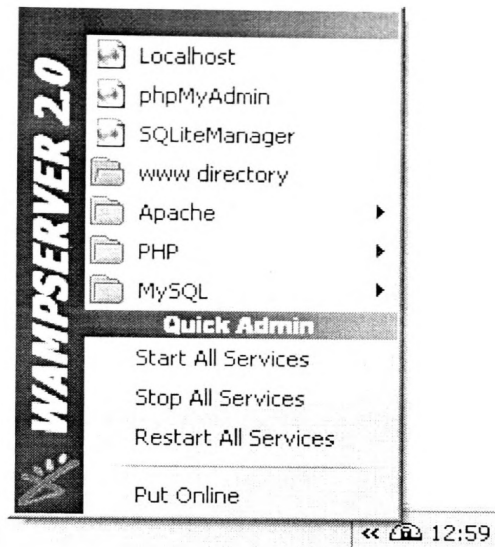 WAMPSERVER 2.0
Localhost
phpMyAdmin
SQLiteManager
www directory
Apache
PHP
MySQL
Quick Admin
Start All Services
Stop All Services
Restart All Services
Put Online
« 12:59